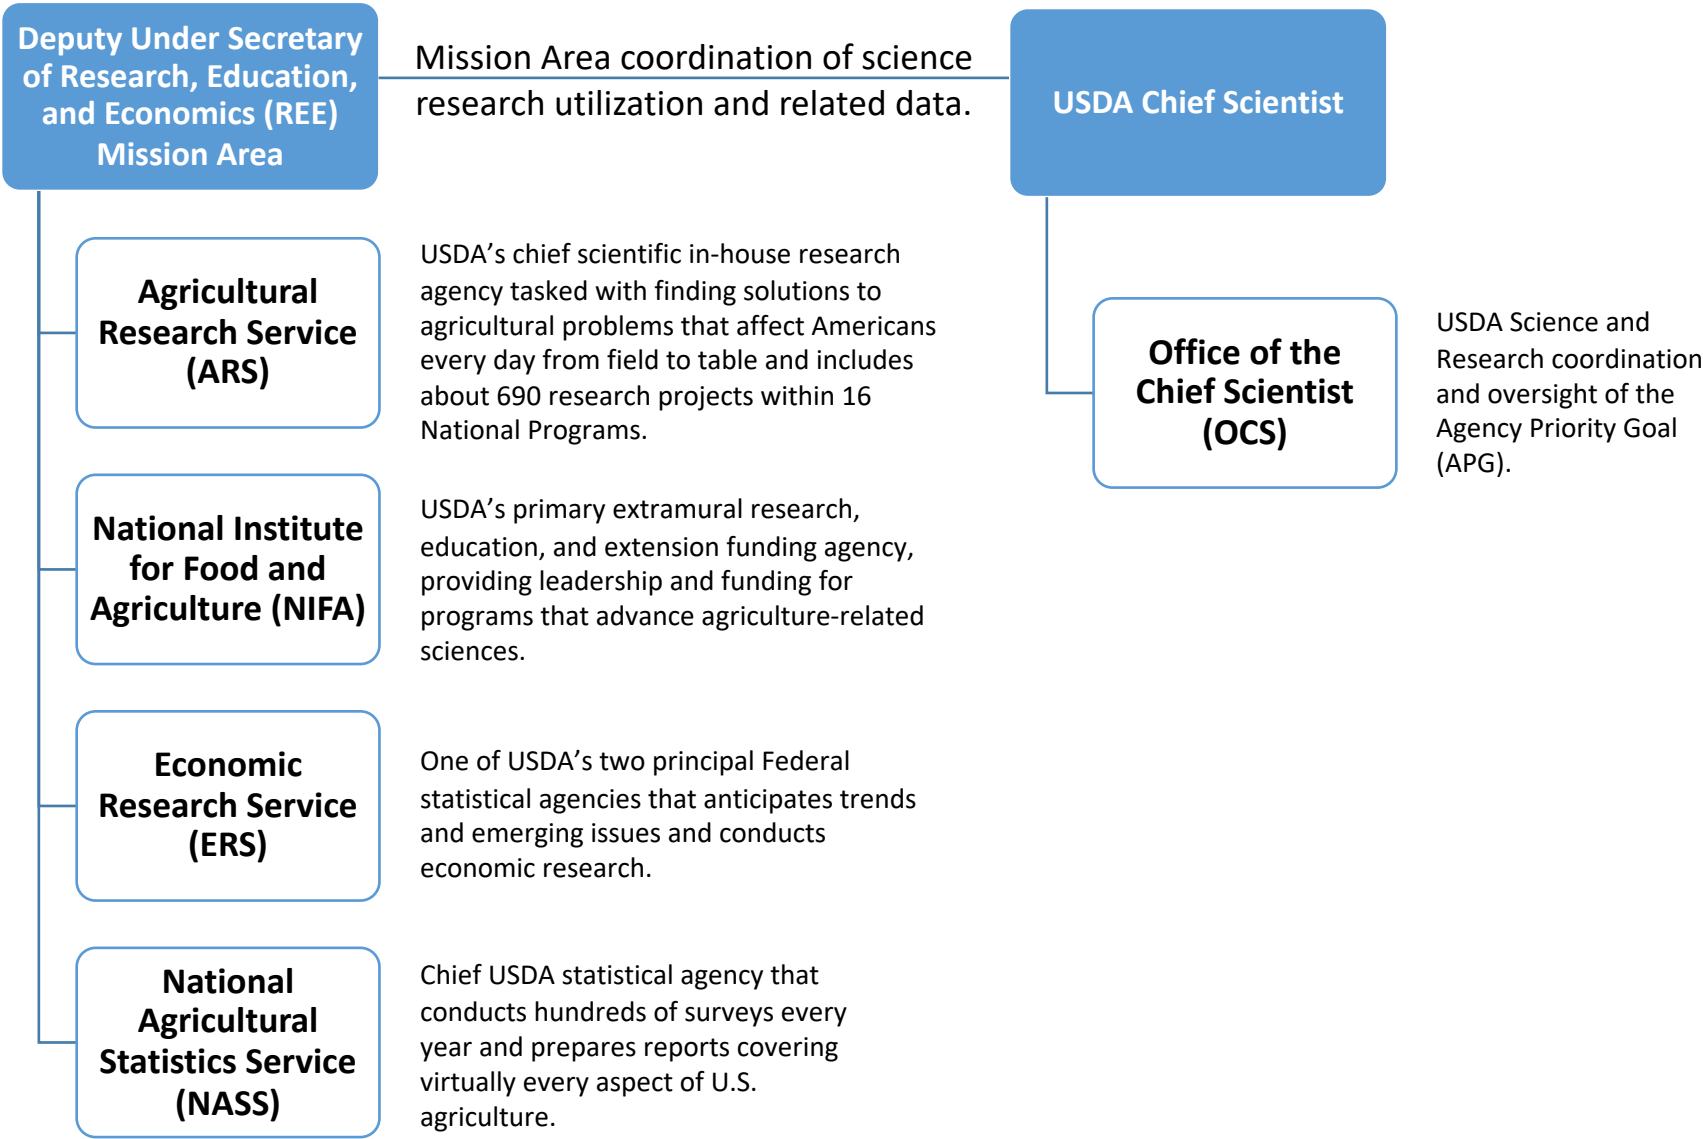 Deputy Under Secretary
of Research, Education,
and Economics (REE)
Mission Area
Mission Area coordination of science
research utilization and related data.
USDA Chief Scientist
Agricultural
Research Service
(ARS)
USDA’s chief scientific in-house research
agency tasked with finding solutions to
agricultural problems that affect Americans
every day from field to table and includes
about 690 research projects within 16
National Programs.
Office of the
Chief Scientist
(OCS)
USDA Science and
Research coordination
and oversight of the
Agency Priority Goal
(APG).
National Institute
for Food and
Agriculture (NIFA)
USDA’s primary extramural research,
education, and extension funding agency,
providing leadership and funding for
programs that advance agriculture-related
sciences.
Economic
Research Service
(ERS)
One of USDA’s two principal Federal
statistical agencies that anticipates trends
and emerging issues and conducts
economic research.
National
Agricultural
Statistics Service
(NASS)
Chief USDA statistical agency that
conducts hundreds of surveys every
year and prepares reports covering
virtually every aspect of U.S.
agriculture.